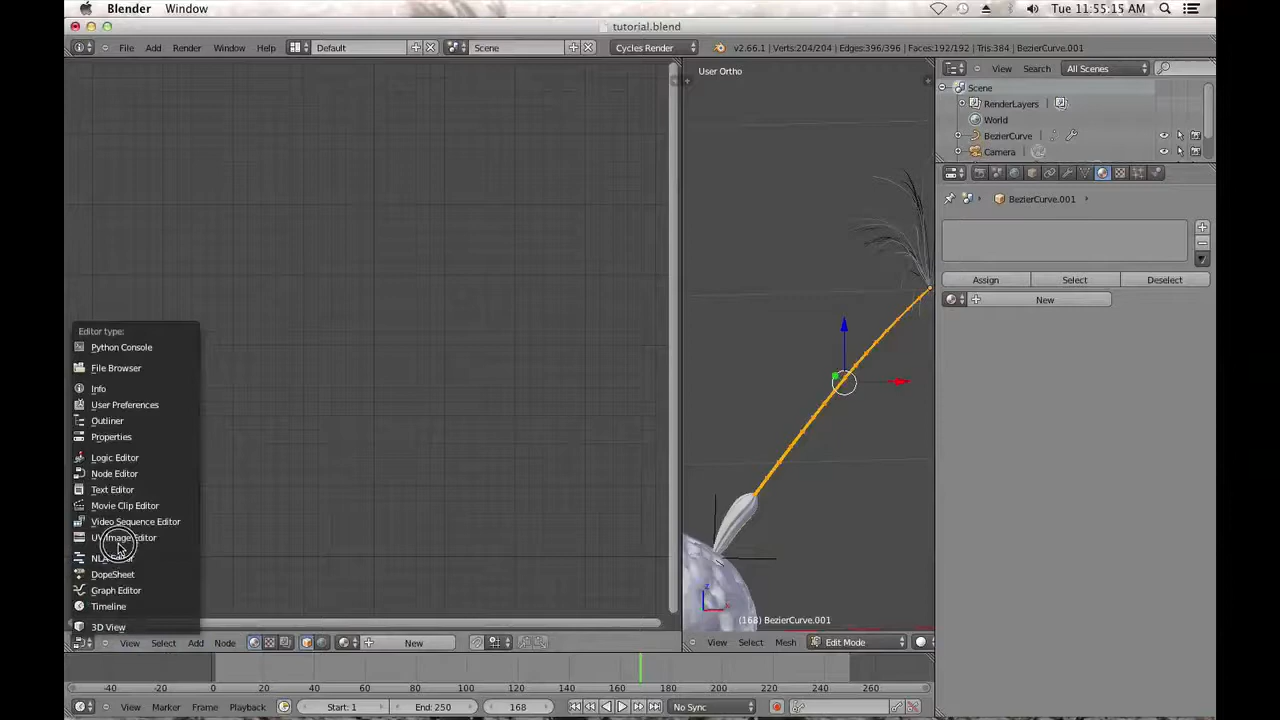 Blender Window Tue 11:55:15 AM
tutorial.blend
File Add Render Window Help Default Scene Cycles Render v2.66.1 | Verts:204/204 | Edges:396/396 | Faces:192/192 | Tris:384 | BezierCurve.001
User Ortho
View Search All Scenes
Scene
RenderLayers
World
BezierCurve
Camera
BezierCurve.001
Assign Select Deselect
New
Editor type:
Python Console
File Browser
Info
User Preferences
Outliner
Properties
Logic Editor
Node Editor
Text Editor
Movie Clip Editor
Video Sequence Editor
UV/Image Editor
NLA Editor
DopeSheet
Graph Editor
Timeline
3D View
z
x
(168) BezierCurve.001
View Select Add Node New
View Select Mesh Edit Mode
-40 -20 0 20 40 60 80 100 120 140 160 180 200 220 240 260
View Marker Frame Playback Start: 1 End: 250 168 No Sync